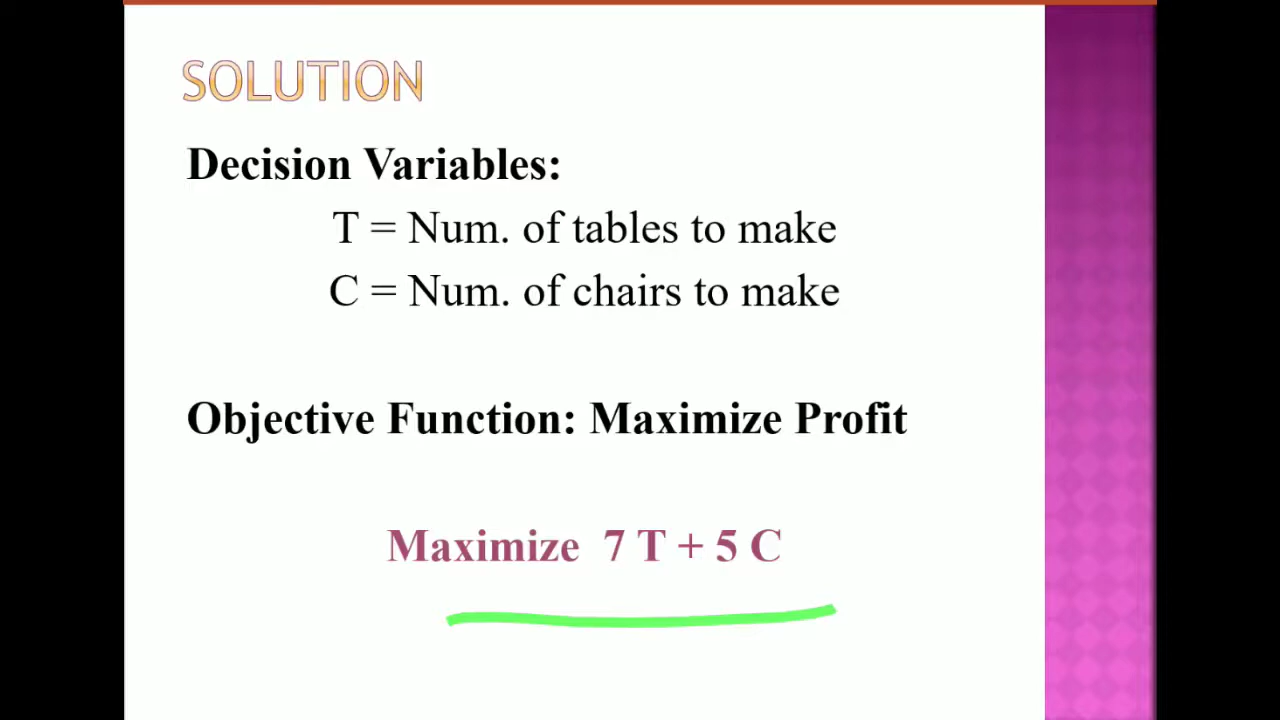 SOLUTION
Decision Variables:
T = Num. of tables to make
C = Num. of chairs to make
Objective Function: Maximize Profit
Maximize 7 T + 5 C